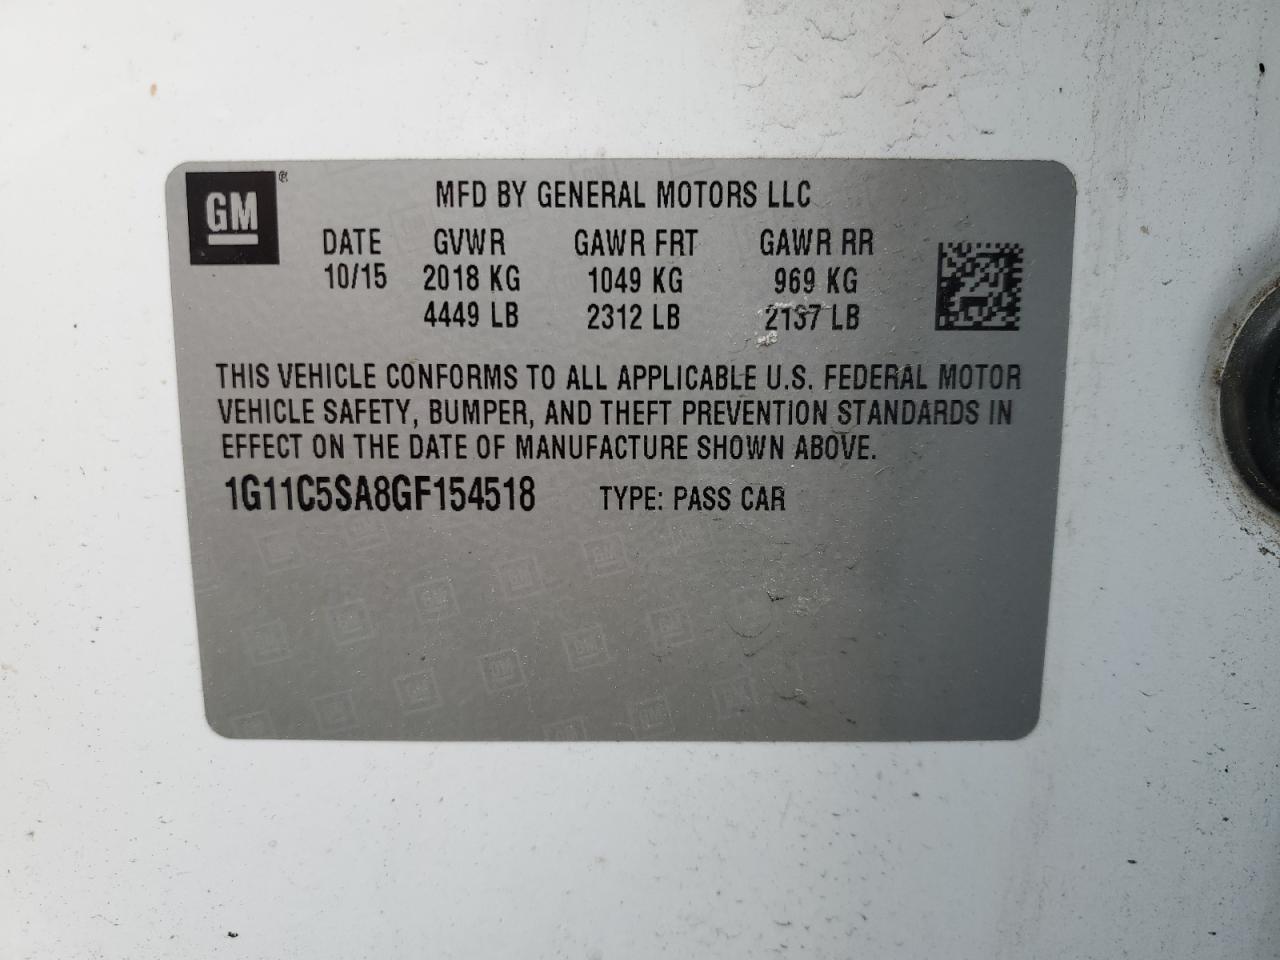 GM®
MFD BY GENERAL MOTORS LLC
DATE GVWR GAWR FRT GAWR RR
10/15 2018 KG 1049 KG 969 KG
4449 LB 2312 LB 2137 LB
THIS VEHICLE CONFORMS TO ALL APPLICABLE U.S. FEDERAL MOTOR
VEHICLE SAFETY, BUMPER, AND THEFT PREVENTION STANDARDS IN
EFFECT ON THE DATE OF MANUFACTURE SHOWN ABOVE.
1G11C5SA8GF154518 TYPE: PASS CAR